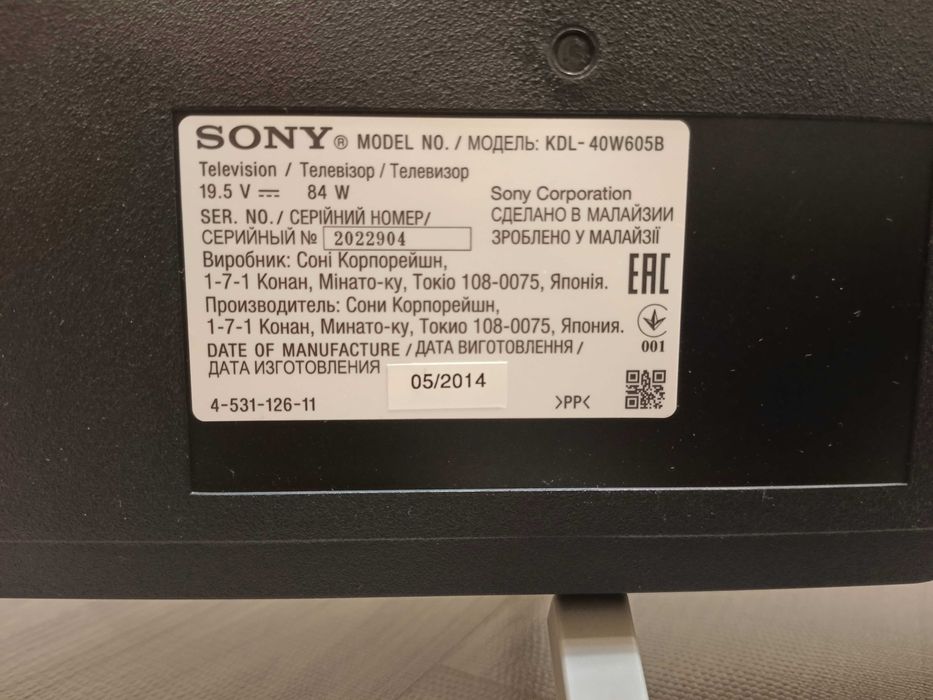 SONY® MODEL NO. / МОДЕЛЬ: KDL- 40W605B
Television / Телевізор / Телевизор
19.5 V ⎓ 84 W
Sony Corporation
SER. NO. / СЕРІЙНИЙ НОМЕР/
СДЕЛАНО В МАЛАЙЗИИ
СЕРИЙНЫЙ № 2022904
ЗРОБЛЕНО У МАЛАЙЗІЇ
Виробник: Соні Корпорейшн,
1-7-1 Конан, Мінато-ку, Токіо 108-0075, Японія.
EAC
Производитель: Сони Корпорейшн,
1-7-1 Конан, Минато-ку, Токио 108-0075, Япония.
001
DATE OF MANUFACTURE / ДАТА ВИГОТОВЛЕННЯ /
ДАТА ИЗГОТОВЛЕНИЯ 05/2014
4-531-126-11
>PP<